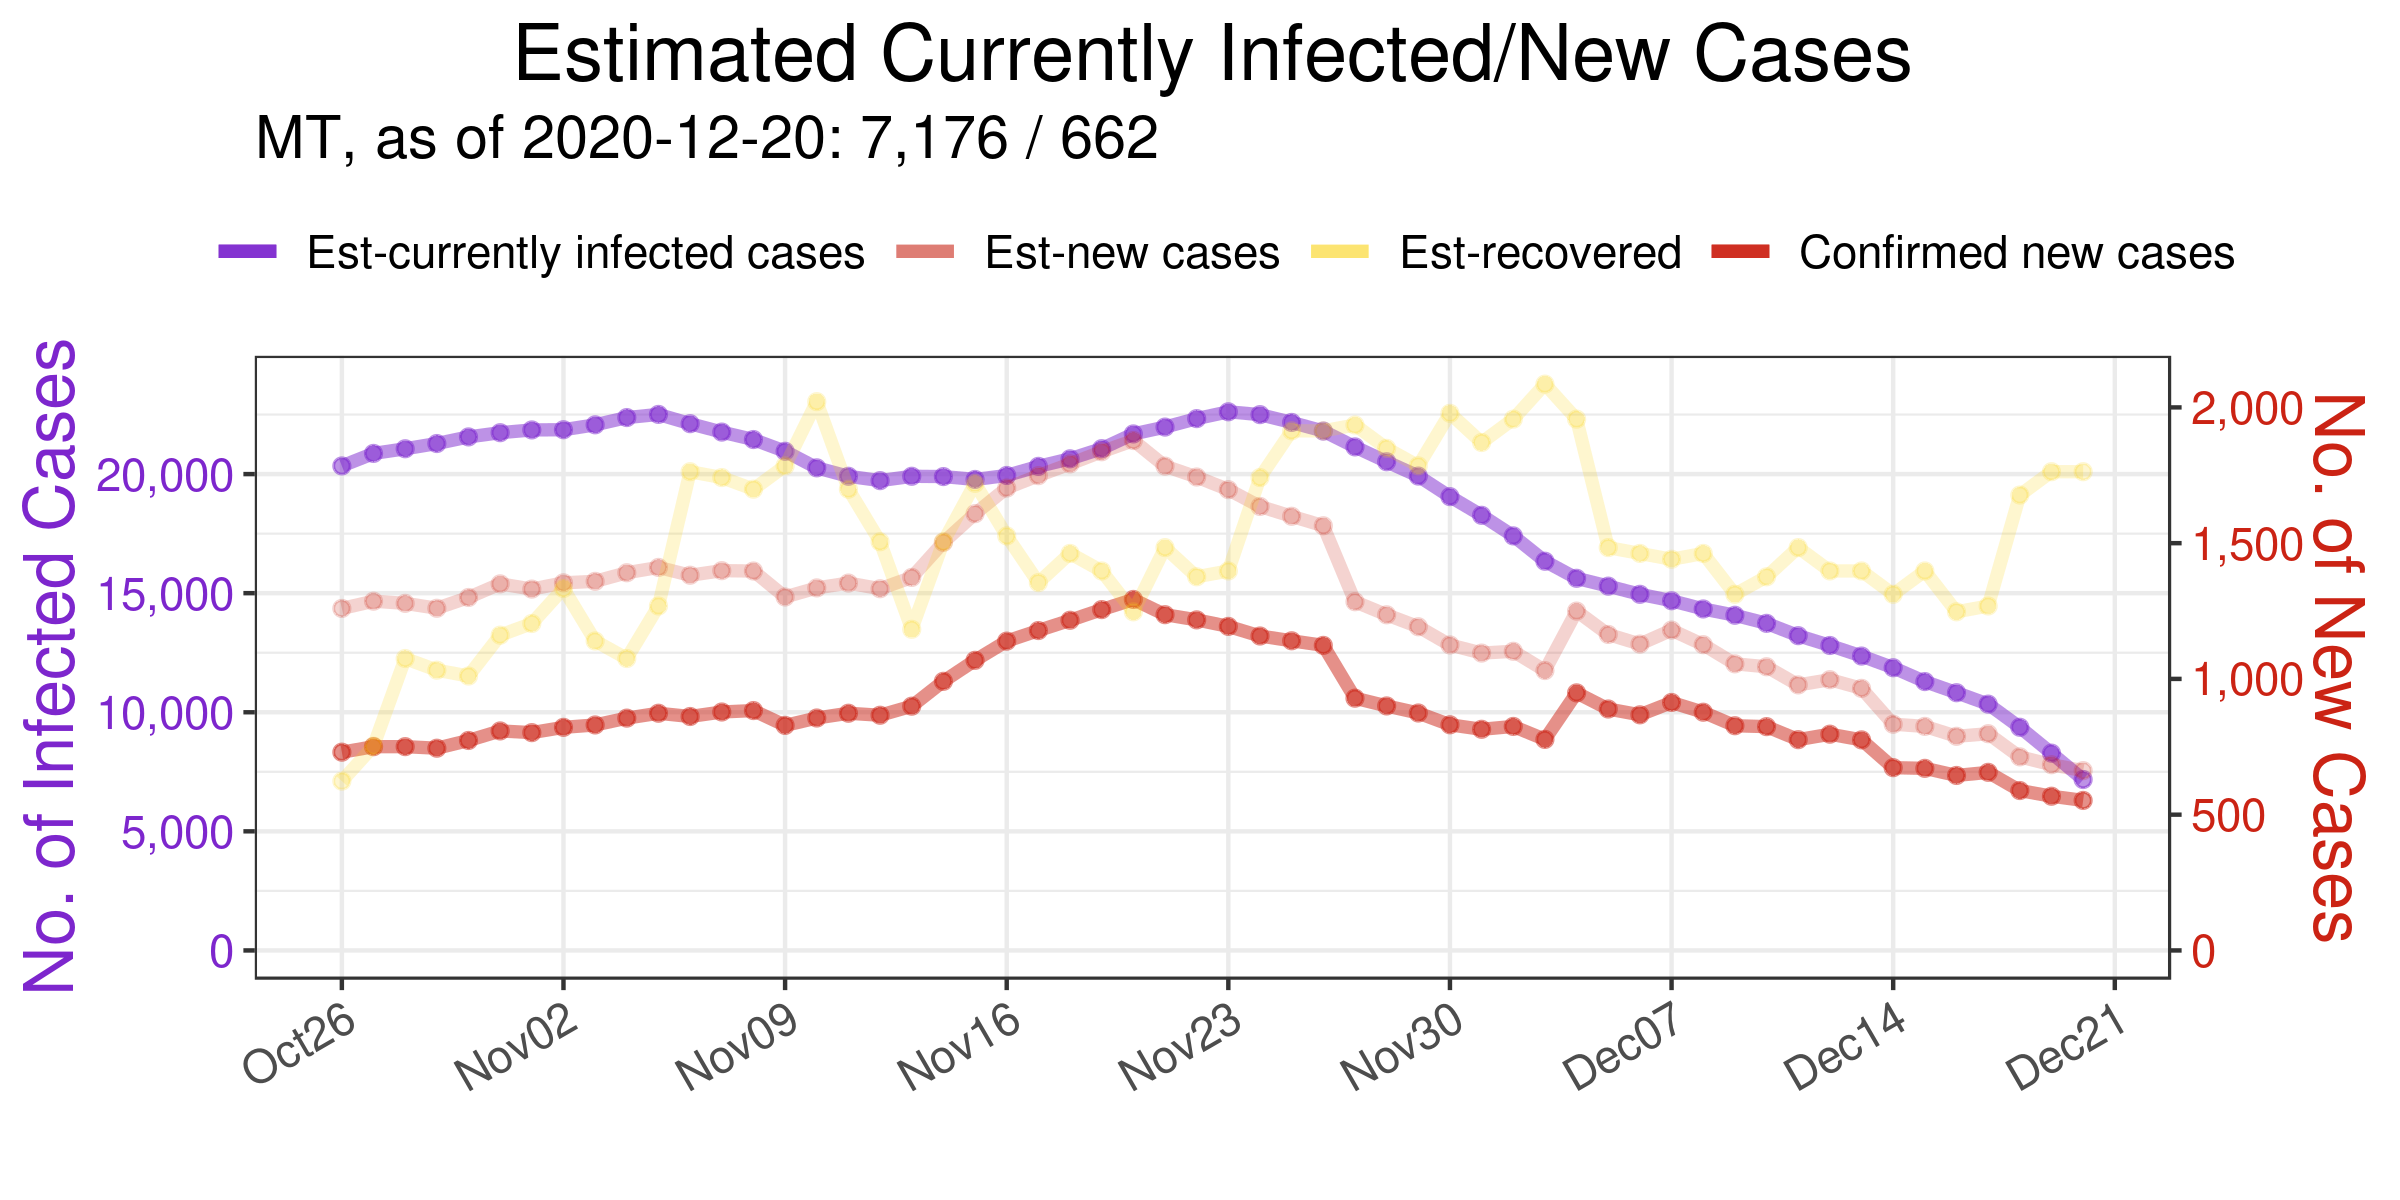 Estimated Currently Infected/New Cases
MT, as of 2020-12-20: 7,176 / 662
Est-currently infected cases Est-new cases Est-recovered Confirmed new cases
No. of Infected Cases
20,000
15,000
10,000
5,000
0
2,000
1,500
1,000
500
0
No. of New Cases
Oct26 Nov02 Nov09 Nov16 Nov23 Nov30 Dec07 Dec14 Dec21